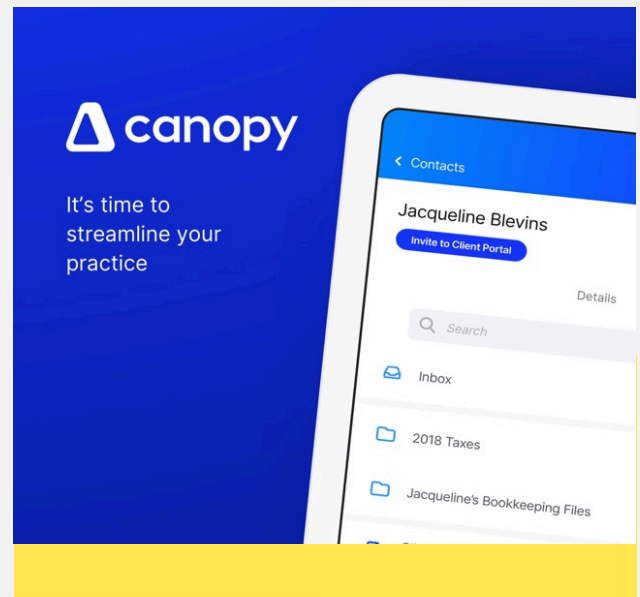 canopy
It's time to
streamline your
practice
Contacts
Jacqueline Blevins
Invite to Client Portal
Details
Search
Inbox
2018 Taxes
Jacqueline's Bookkeeping Files